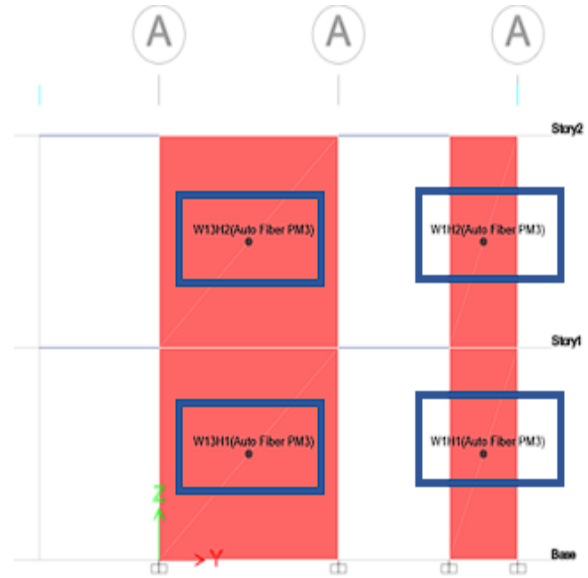 A A A
Story2
W13H2(Auto Fiber PM3) W1H2(Auto Fiber PM3)
Story1
W13H1(Auto Fiber PM3) W1H1(Auto Fiber PM3)
Z
Y
Base